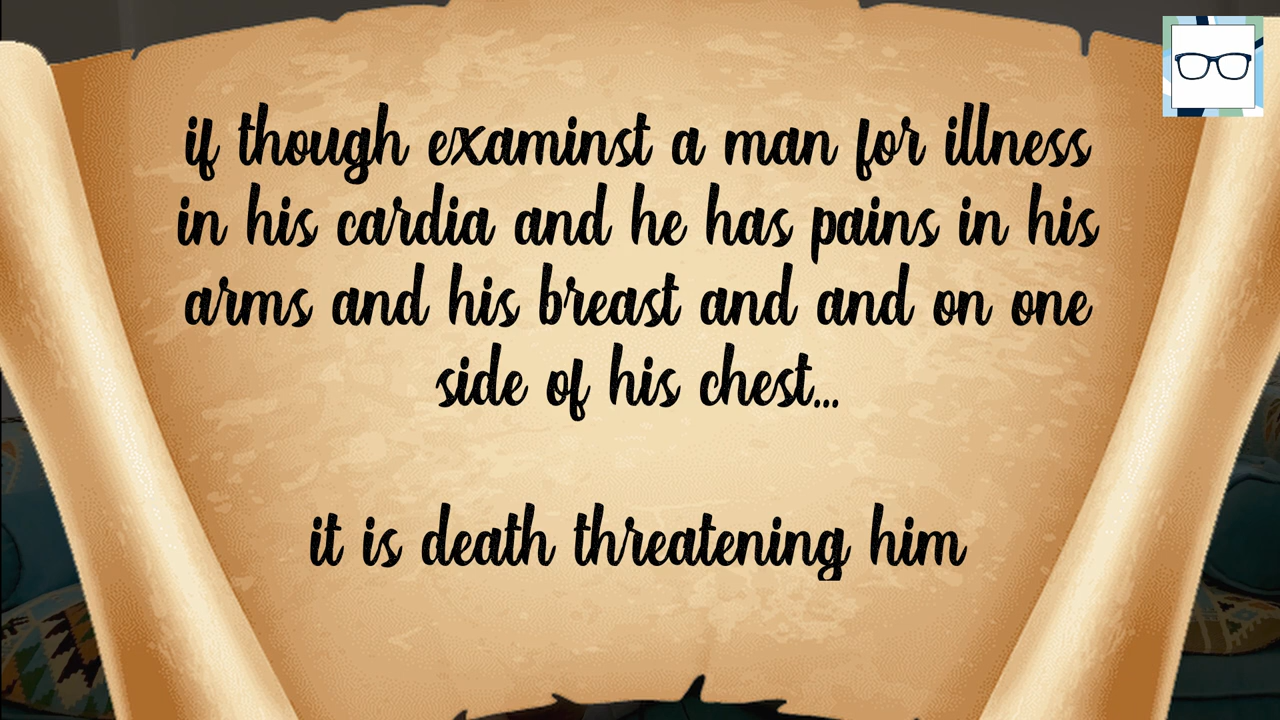 if though examinst a man for illness
in his cardia and he has pains in his
arms and his breast and and on one
side of his chest...
it is death threatening him